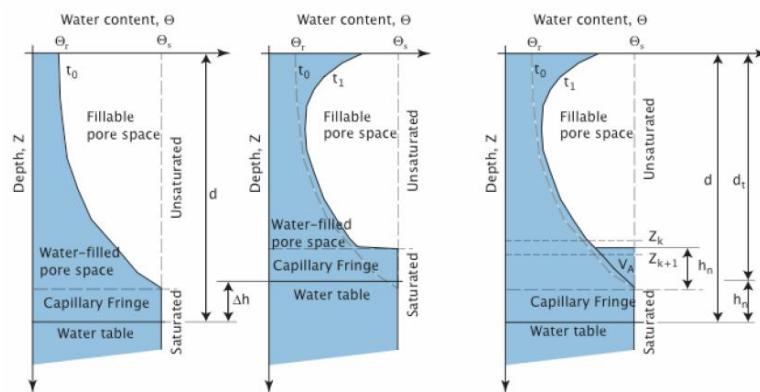 Water content, Θ
Θr
Θs
t0
Fillable
pore space
Depth, Z
Unsaturated
d
Water-filled
pore space
Capillary Fringe
Saturated
Water table
Water content, Θ
Θr
Θs
t0
t1
Fillable
pore space
Unsaturated
Water-filled
pore space
Capillary Fringe
Δh
Water table
Saturated
Water content, Θ
Θr
Θs
t0
t1
Fillable
pore space
Depth, Z
Unsaturated
d
dt
Zk
VA
Zk+1
hn
Capillary Fringe
hn
Water table
Saturated